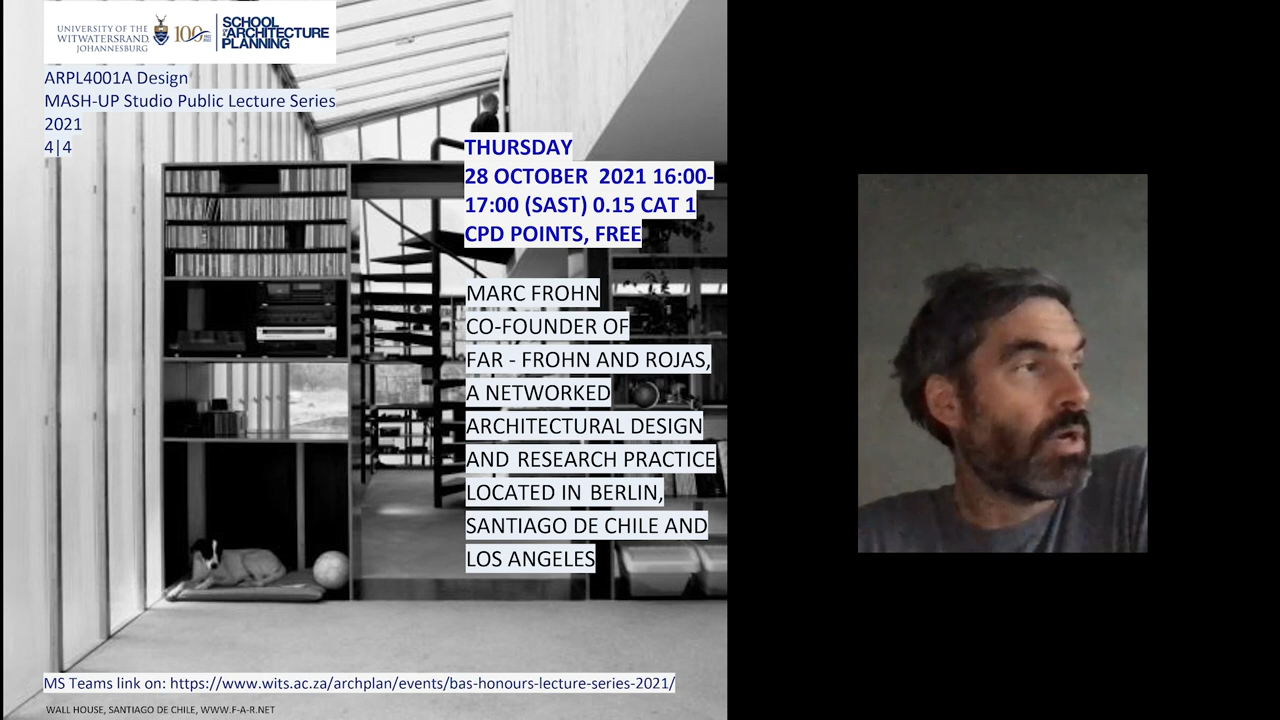 UNIVERSITY OF THE
WITWATERSRAND,
JOHANNESBURG
100
SCHOOL
OF ARCHITECTURE
& PLANNING
ARPL4001A Design
MASH-UP Studio Public Lecture Series
2021
4|4
THURSDAY
28 OCTOBER 2021 16:00-
17:00 (SAST) 0.15 CAT 1
CPD POINTS, FREE
MARC FROHN
CO-FOUNDER OF
FAR - FROHN AND ROJAS,
A NETWORKED
ARCHITECTURAL DESIGN
AND RESEARCH PRACTICE
LOCATED IN BERLIN,
SANTIAGO DE CHILE AND
LOS ANGELES
MS Teams link on: https://www.wits.ac.za/archplan/events/bas-honours-lecture-series-2021/
WALL HOUSE, SANTIAGO DE CHILE, WWW.F-A-R.NET